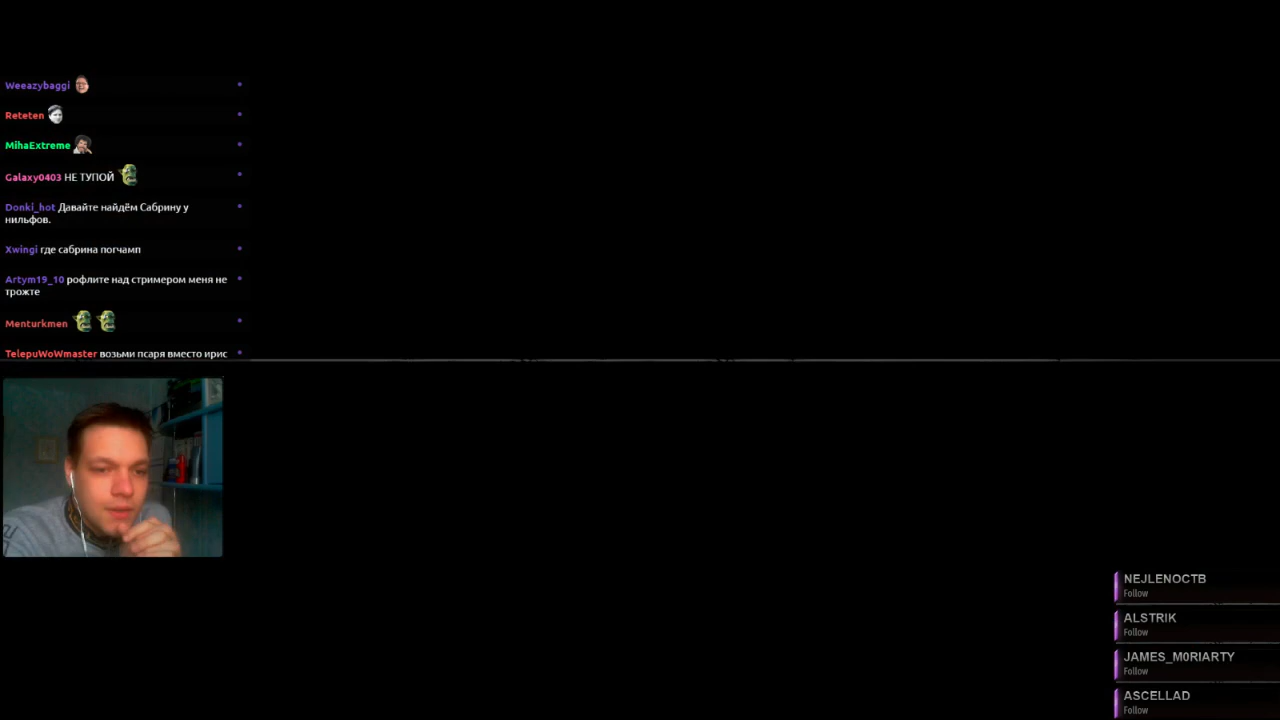 Weeazybaggi
Reteten
MihaExtreme
Galaxy0403 НЕ ТУПОЙ
Donki_hot Давайте найдём Сабрину у
нильфов.
Xwingi где сабрина погчамп
Artym19_10 рофлите над стримером меня не
трожте
Menturkmen
TelepuWoWmaster возьми псаря вместо ирис
NEJLENOCTB
Follow
ALSTRIK
Follow
JAMES_M0RIARTY
Follow
ASCELLAD
Follow